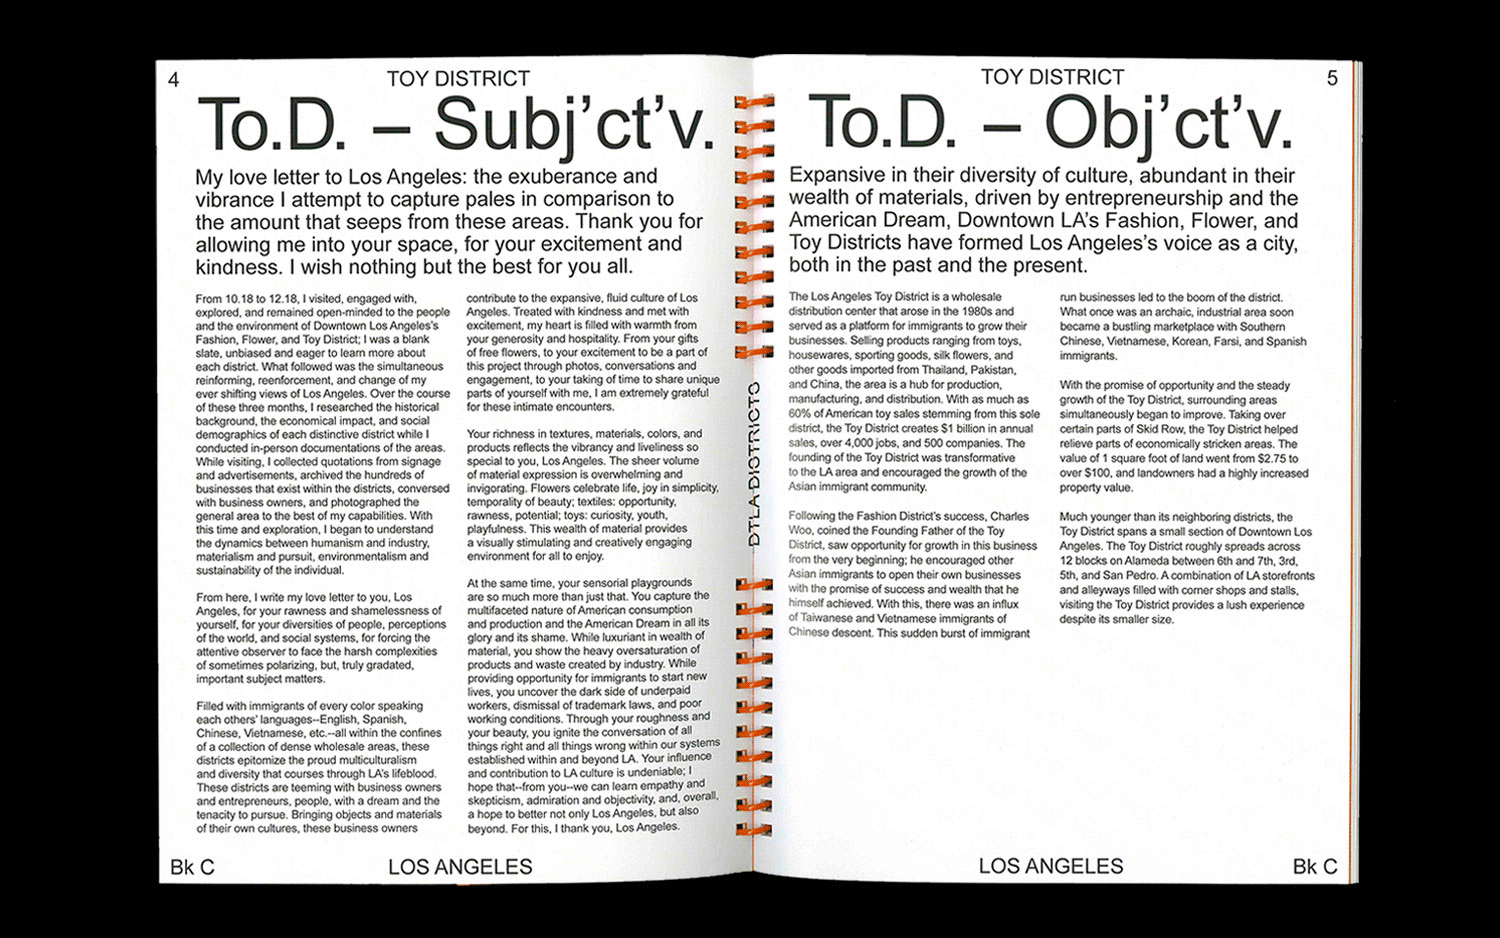 4
TOY DISTRICT
To.D. – Subj’ct’v.
My love letter to Los Angeles: the exuberance and
vibrance I attempt to capture pales in comparison to
the amount that seeps from these areas. Thank you for
allowing me into your space, for your excitement and
kindness. I wish nothing but the best for you all.
From 10.18 to 12.18, I visited, engaged with,
explored, and remained open-minded to the people
and the environment of Downtown Los Angeles’s
Fashion, Flower, and Toy District; I was a blank
slate, unbiased and eager to learn more about
each district. What followed was the simultaneous
reinforming, reenforcement, and change of my
ever shifting views of Los Angeles. Over the course
of these three months, I researched the historical
background, the economical impact, and social
demographics of each distinctive district while I
conducted in-person documentations of the areas.
While visiting, I collected quotations from signage
and advertisements, archived the hundreds of
businesses that exist within the districts, conversed
with business owners, and photographed the
general area to the best of my capabilities. With
this time and exploration, I began to understand
the dynamics between humanism and industry,
materialism and pursuit, environmentalism and
sustainability of the individual.
From here, I write my love letter to you, Los
Angeles, for your rawness and shamelessness of
yourself, for your diversities of people, perceptions
of the world, and social systems, for forcing the
attentive observer to face the harsh complexities
of sometimes polarizing, but, truly gradated,
important subject matters.
Filled with immigrants of every color speaking
each others’ languages--English, Spanish,
Chinese, Vietnamese, etc.--all within the confines
of a collection of dense wholesale areas, these
districts epitomize the proud multiculturalism
and diversity that courses through LA’s lifeblood.
These districts are teeming with business owners
and entrepreneurs, people, with a dream and the
tenacity to pursue. Bringing objects and materials
of their own cultures, these business owners
contribute to the expansive, fluid culture of Los
Angeles. Treated with kindness and met with
excitement, my heart is filled with warmth from
your generosity and hospitality. From your gifts
of free flowers, to your excitement to be a part of
this project through photos, conversations and
engagement, to your taking of time to share unique
parts of yourself with me, I am extremely grateful
for these intimate encounters.
Your richness in textures, materials, colors, and
products reflects the vibrancy and liveliness so
special to you, Los Angeles. The sheer volume
of material expression is overwhelming and
invigorating. Flowers celebrate life, joy in simplicity,
temporality of beauty; textiles: opportunity,
rawness, potential; toys: curiosity, youth,
playfulness. This wealth of material provides
a visually stimulating and creatively engaging
environment for all to enjoy.
At the same time, your sensorial playgrounds
are so much more than just that. You capture the
multifaceted nature of American consumption
and production and the American Dream in all its
glory and its shame. While luxuriant in wealth of
material, you show the heavy oversaturation of
products and waste created by industry. While
providing opportunity for immigrants to start new
lives, you uncover the dark side of underpaid
workers, dismissal of trademark laws, and poor
working conditions. Through your roughness and
your beauty, you ignite the conversation of all
things right and all things wrong within our systems
established within and beyond LA. Your influence
and contribution to LA culture is undeniable; I
hope that--from you--we can learn empathy and
skepticism, admiration and objectivity, and, overall,
a hope to better not only Los Angeles, but also
beyond. For this, I thank you, Los Angeles.
Bk C
LOS ANGELES
DTLA DISTRICTS
TOY DISTRICT
5
To.D. – Obj’ct’v.
Expansive in their diversity of culture, abundant in their
wealth of materials, driven by entrepreneurship and the
American Dream, Downtown LA’s Fashion, Flower, and
Toy Districts have formed Los Angeles’s voice as a city,
both in the past and the present.
The Los Angeles Toy District is a wholesale
distribution center that arose in the 1980s and
served as a platform for immigrants to grow their
businesses. Selling products ranging from toys,
housewares, sporting goods, silk flowers, and
other goods imported from Thailand, Pakistan,
and China, the area is a hub for production,
manufacturing, and distribution. With as much as
60% of American toy sales stemming from this sole
district, the Toy District creates $1 billion in annual
sales, over 4,000 jobs, and 500 companies. The
founding of the Toy District was transformative
to the LA area and encouraged the growth of the
Asian immigrant community.
Following the Fashion District’s success, Charles
Woo, coined the Founding Father of the Toy
District, saw opportunity for growth in this business
from the very beginning; he encouraged other
Asian immigrants to open their own businesses
with the promise of success and wealth that he
himself achieved. With this, there was an influx
of Taiwanese and Vietnamese immigrants of
Chinese descent. This sudden burst of immigrant
run businesses led to the boom of the district.
What once was an archaic, industrial area soon
became a bustling marketplace with Southern
Chinese, Vietnamese, Korean, Farsi, and Spanish
immigrants.
With the promise of opportunity and the steady
growth of the Toy District, surrounding areas
simultaneously began to improve. Taking over
certain parts of Skid Row, the Toy District helped
relieve parts of economically stricken areas. The
value of 1 square foot of land went from $2.75 to
over $100, and landowners had a highly increased
property value.
Much younger than its neighboring districts, the
Toy District spans a small section of Downtown Los
Angeles. The Toy District roughly spreads across
12 blocks on Alameda between 6th and 7th, 3rd,
5th, and San Pedro. A combination of LA storefronts
and alleyways filled with corner shops and stalls,
visiting the Toy District provides a lush experience
despite its smaller size.
LOS ANGELES
Bk C